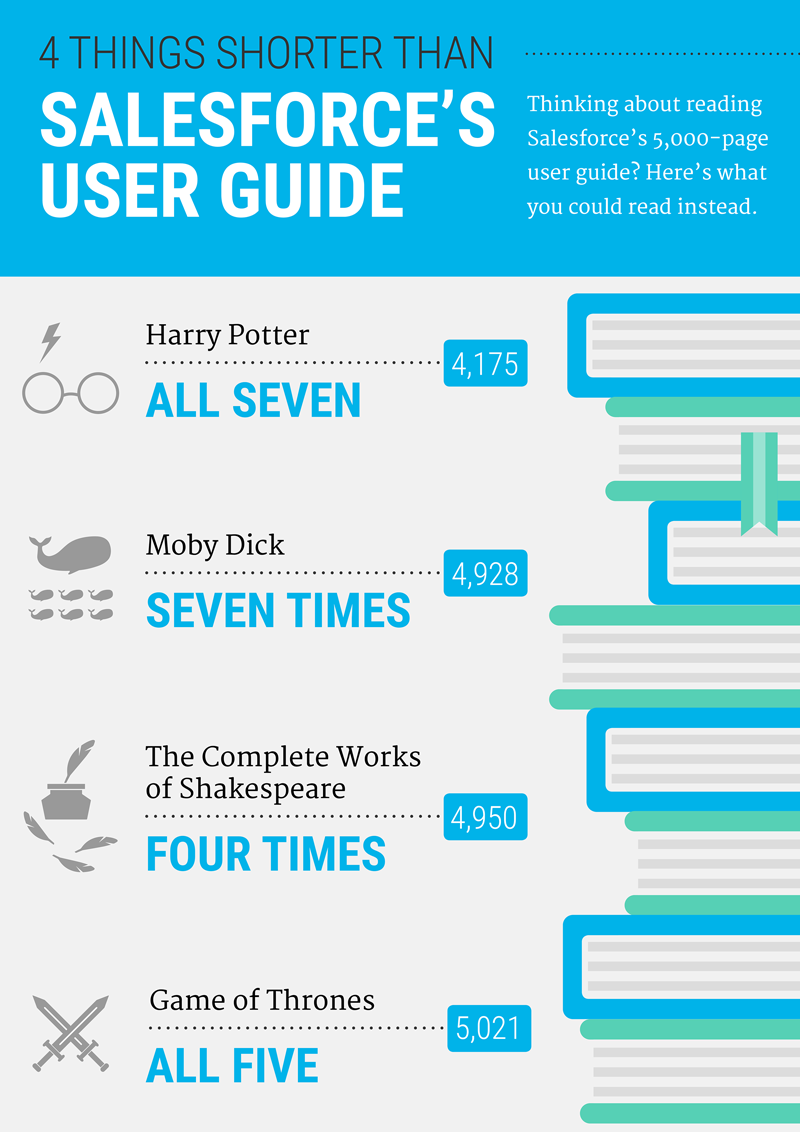 4 THINGS SHORTER THAN
SALESFORCE’S
USER GUIDE
Thinking about reading
Salesforce’s 5,000-page
user guide? Here’s what
you could read instead.
Harry Potter
4,175
ALL SEVEN
Moby Dick
4,928
SEVEN TIMES
The Complete Works
of Shakespeare
4,950
FOUR TIMES
Game of Thrones
5,021
ALL FIVE